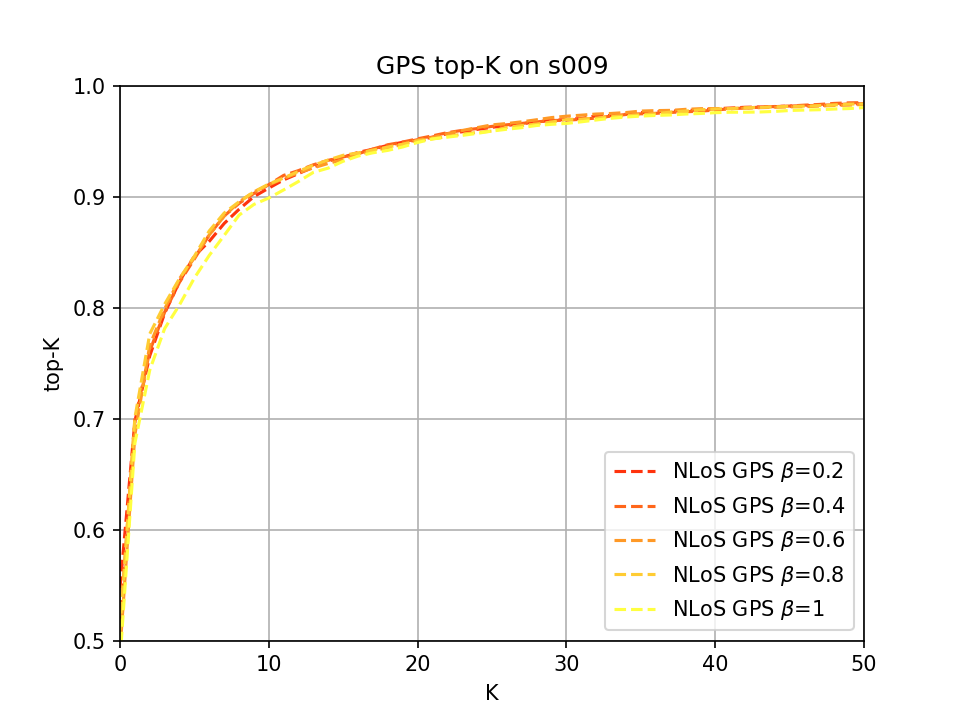 GPS top-K on s009
top-K
1.0
0.9
0.8
0.7
0.6
0.5
0 10 20 30 40 50
K
NLoS GPS β=0.2
NLoS GPS β=0.4
NLoS GPS β=0.6
NLoS GPS β=0.8
NLoS GPS β=1